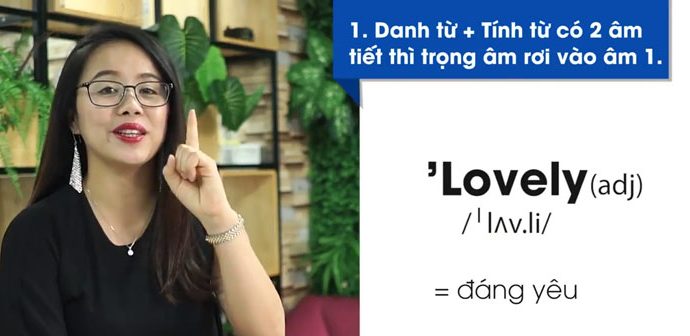 1. Danh từ + Tính từ có 2 âm
tiết thì trọng âm rơi vào âm 1.
’Lovely(adj)
/ˈlʌv.li/
= đáng yêu